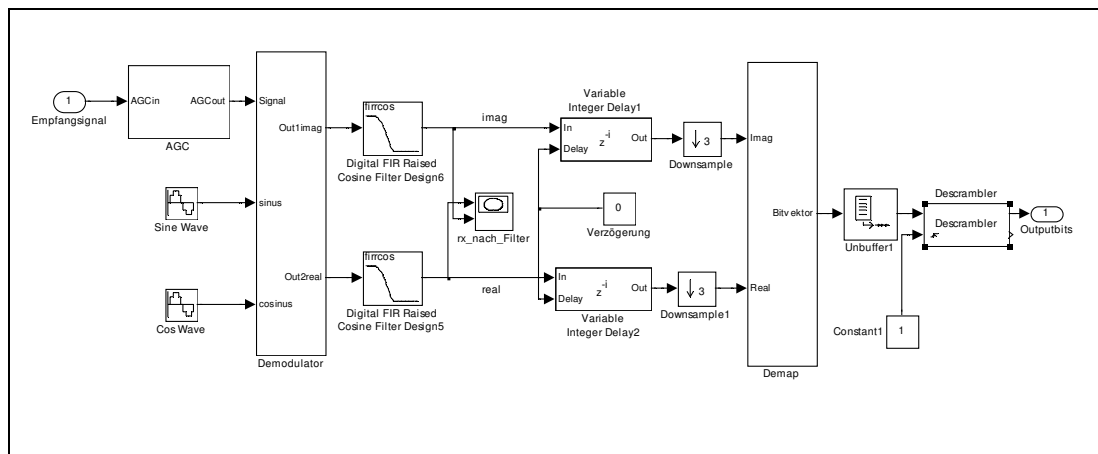 1
Empfangsignal
AGCin
AGCout
AGC
Sine Wave
Cos Wave
Signal
Out1imag
sinus
Out2real
cosinus
Demodulator
firrcos
Digital FIR Raised
Cosine Filter Design6
firrcos
Digital FIR Raised
Cosine Filter Design5
imag
rx_nach_Filter
real
Variable
Integer Delay1
In
Delay
z^-i
Out
0
Verzögerung
In
Delay
z^-i
Out
Variable
Integer Delay2
3
Downsample
3
Downsample1
Imag
Bitvektor
Real
Demap
Unbuffer1
Descrambler
Descrambler
1
Outputbits
Constant1
1